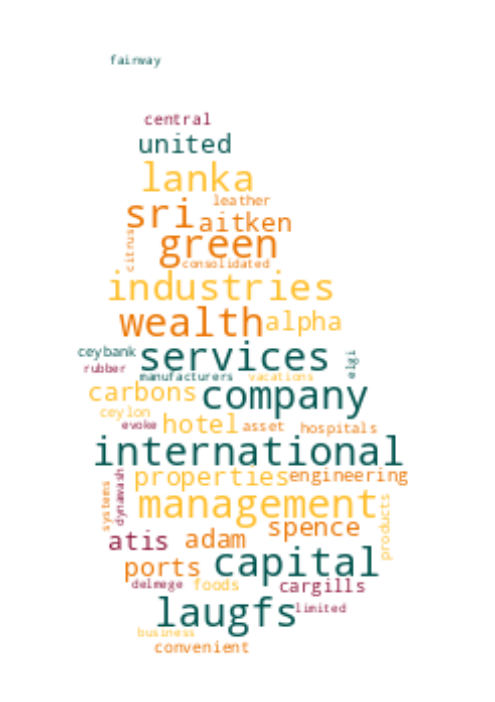 fairway
central
united
lanka
leather
sri aitken
citrus
green
consolidated
industries
wealth alpha
ceybank services elgi
rubber
manufacturers vacations
carbons company
ceylon
evoke hotel asset hospitals
international
properties engineering
systems dynawash management products
spence
atis adam
ports capital
delmege foods cargills
laugfs limited
business
convenient